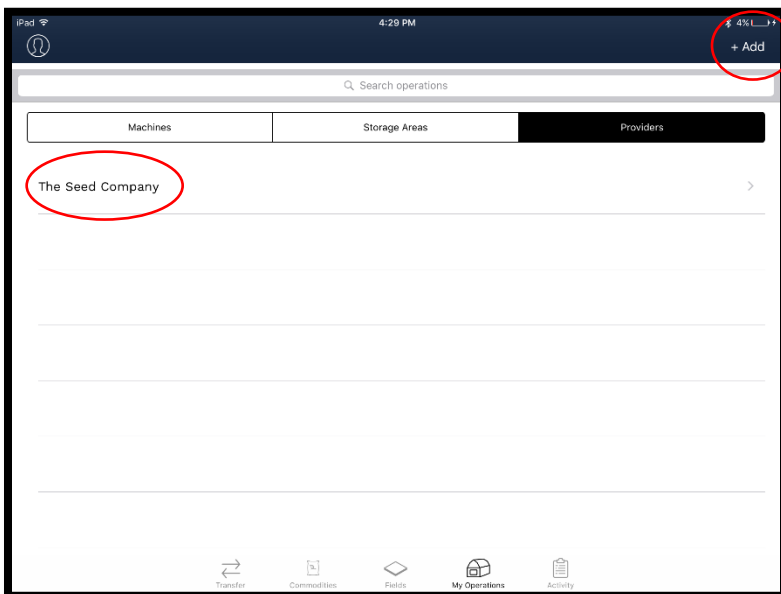 iPad 4:29 PM 4%
+ Add
Search operations
Machines Storage Areas Providers
The Seed Company
Transfer Commodities Fields My Operations Activity